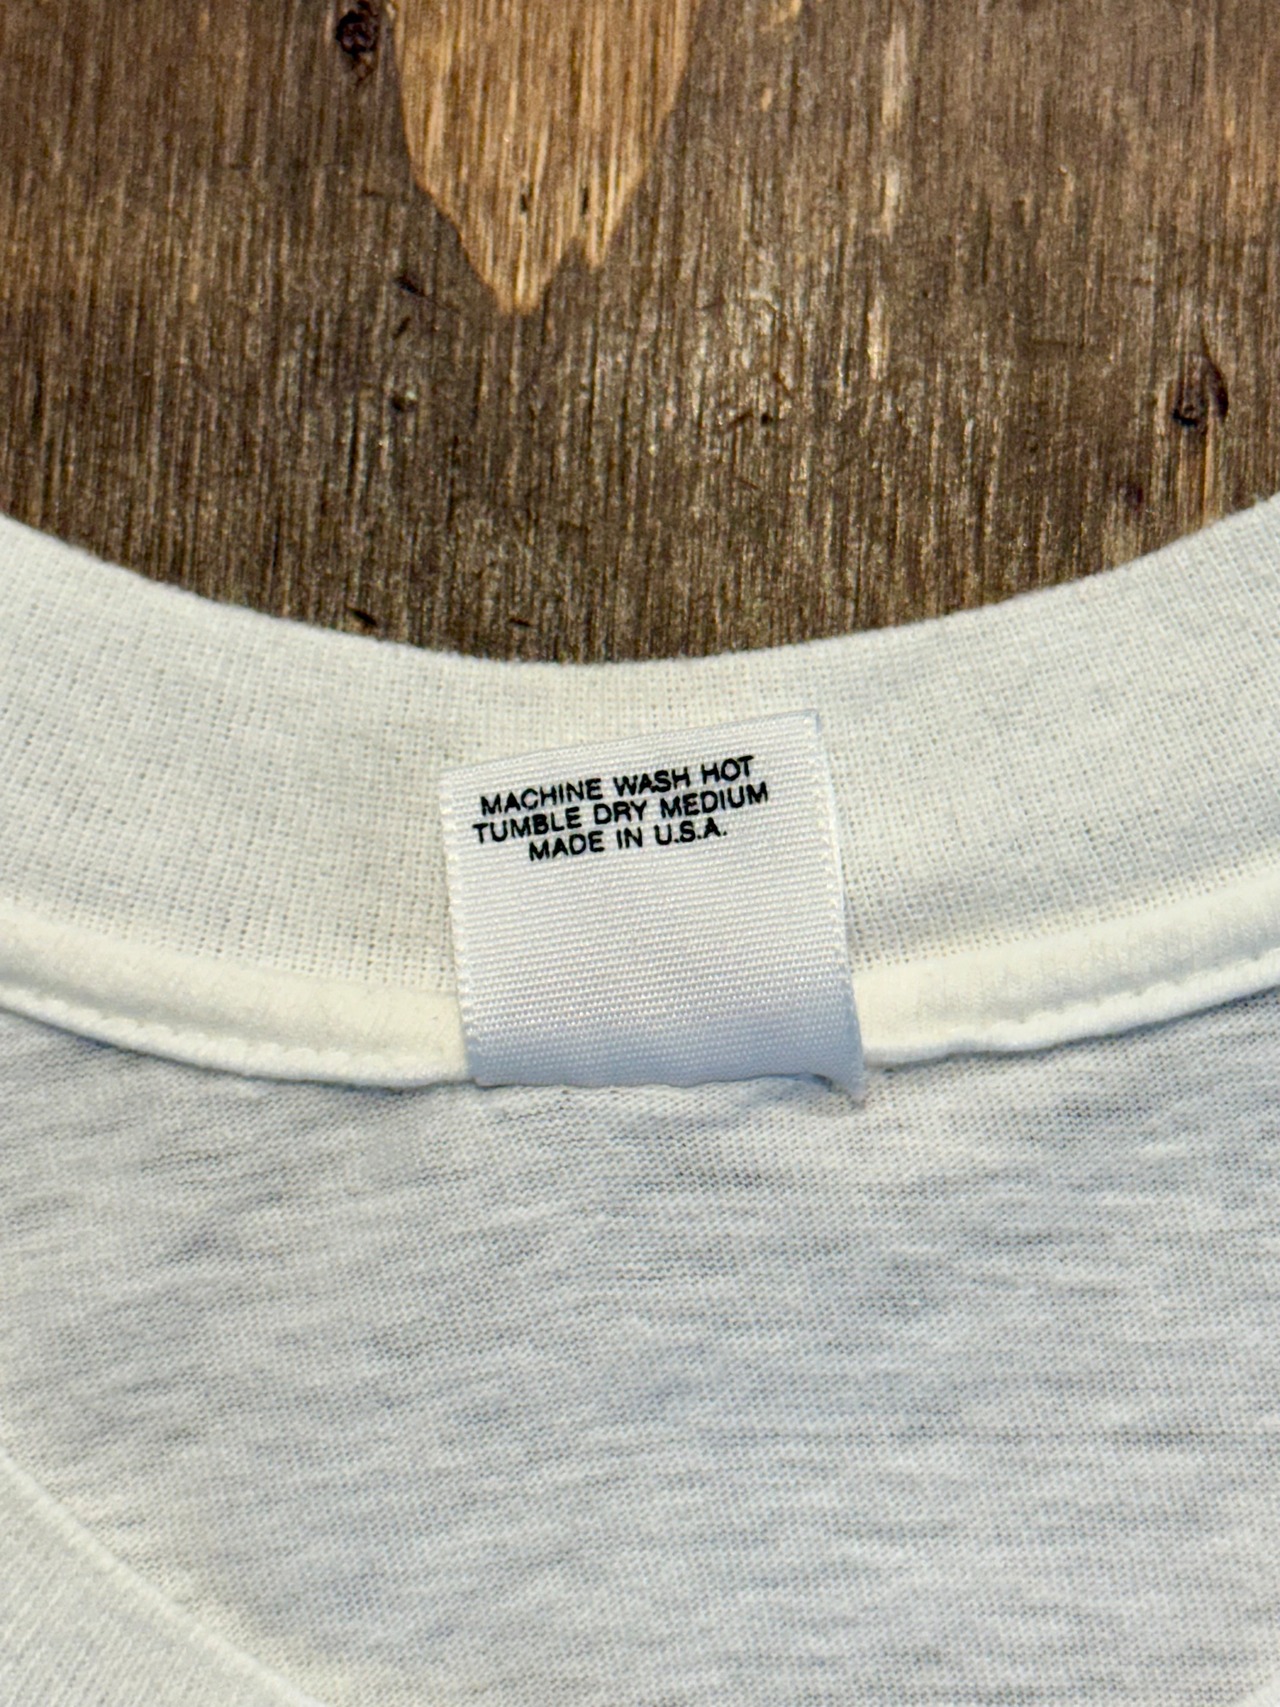 MACHINE WASH HOT
TUMBLE DRY MEDIUM
MADE IN U.S.A.